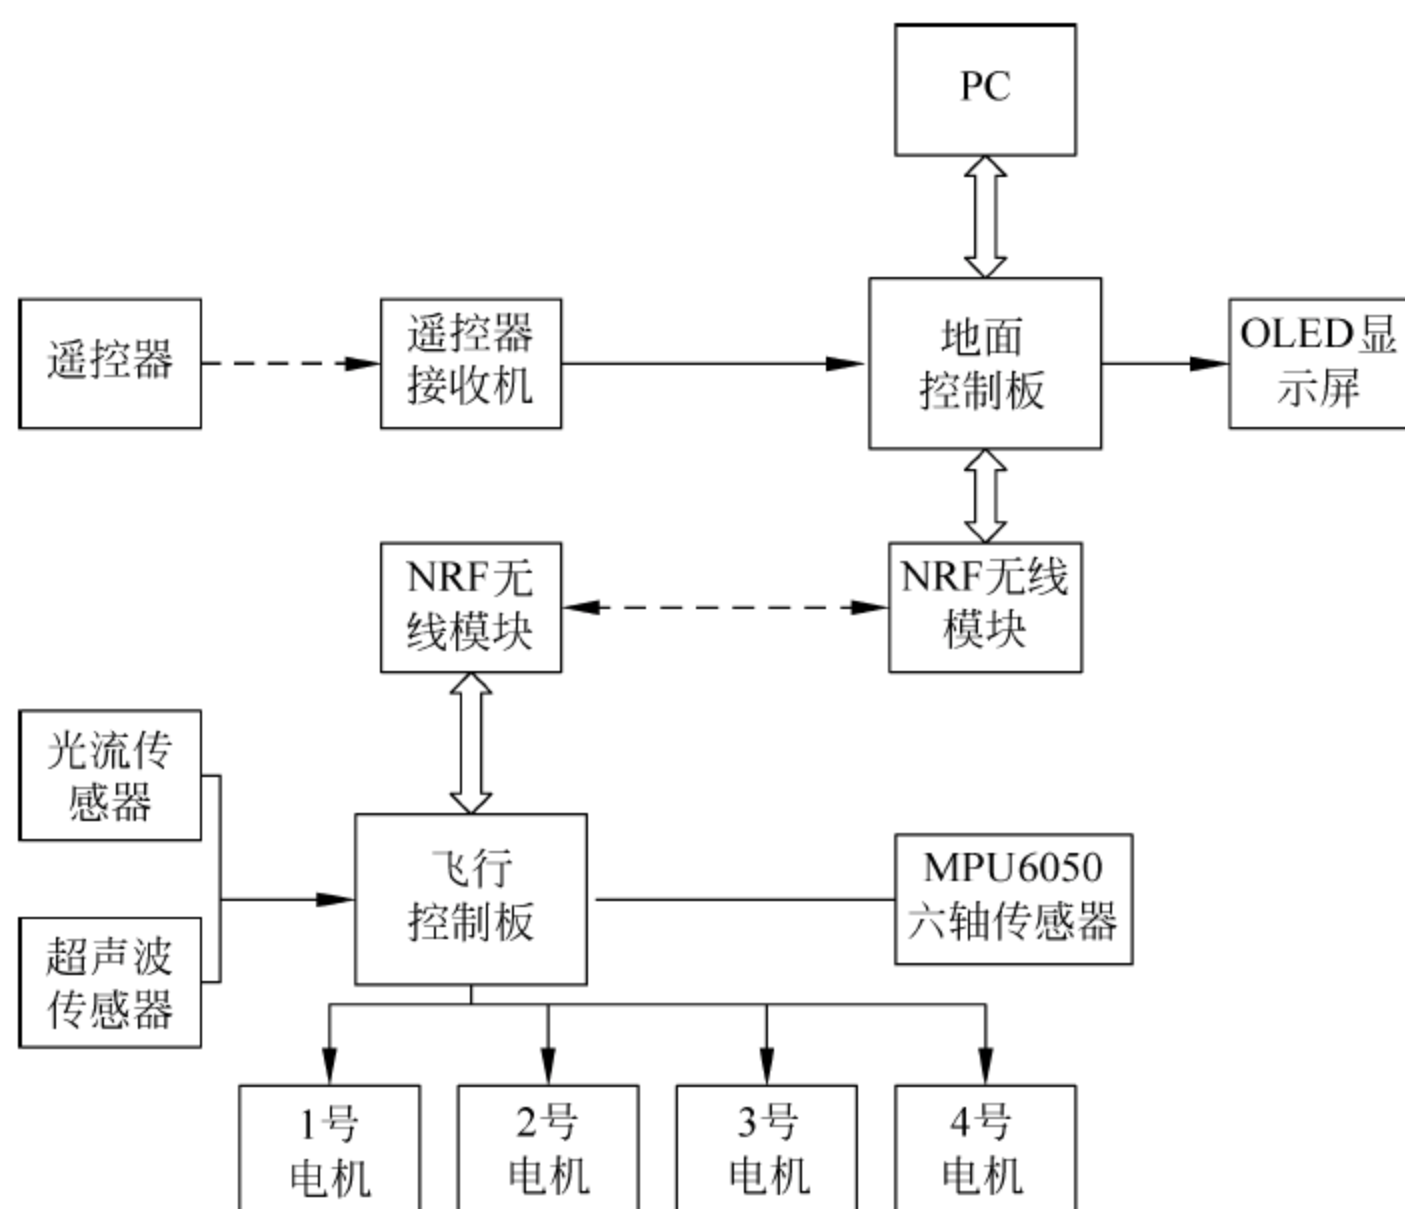 PC
遥控器
遥控器
接收机
地面
控制板
OLED显
示屏
NRF无
线模块
NRF无线
模块
光流传
感器
超声波
传感器
飞行
控制板
MPU6050
六轴传感器
1号
电机
2号
电机
3号
电机
4号
电机